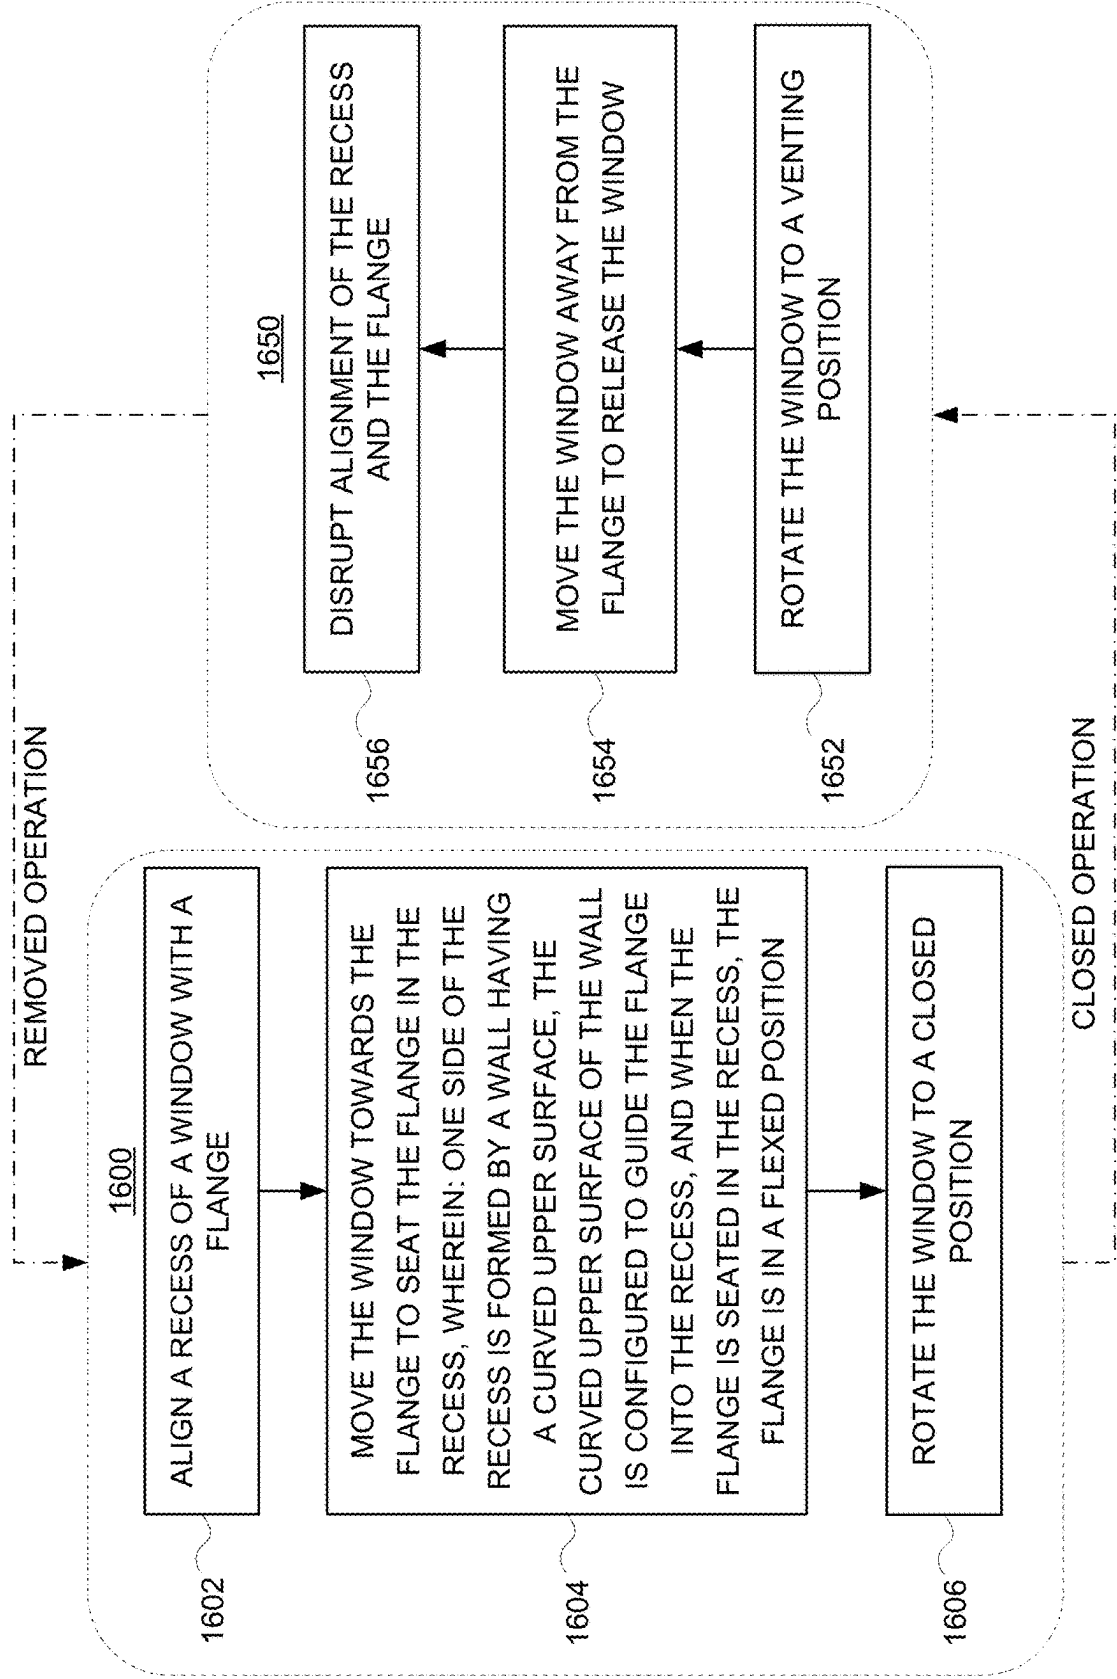 REMOVED OPERATION
1600
1602
ALIGN A RECESS OF A WINDOW WITH A
FLANGE
1604
MOVE THE WINDOW TOWARDS THE
FLANGE TO SEAT THE FLANGE IN THE
RECESS, WHEREIN: ONE SIDE OF THE
RECESS IS FORMED BY A WALL HAVING
A CURVED UPPER SURFACE, THE
CURVED UPPER SURFACE OF THE WALL
IS CONFIGURED TO GUIDE THE FLANGE
INTO THE RECESS, AND WHEN THE
FLANGE IS SEATED IN THE RECESS, THE
FLANGE IS IN A FLEXED POSITION
1606
ROTATE THE WINDOW TO A CLOSED
POSITION
1650
1656
DISRUPT ALIGNMENT OF THE RECESS
AND THE FLANGE
1654
MOVE THE WINDOW AWAY FROM THE
FLANGE TO RELEASE THE WINDOW
1652
ROTATE THE WINDOW TO A VENTING
POSITION
CLOSED OPERATION